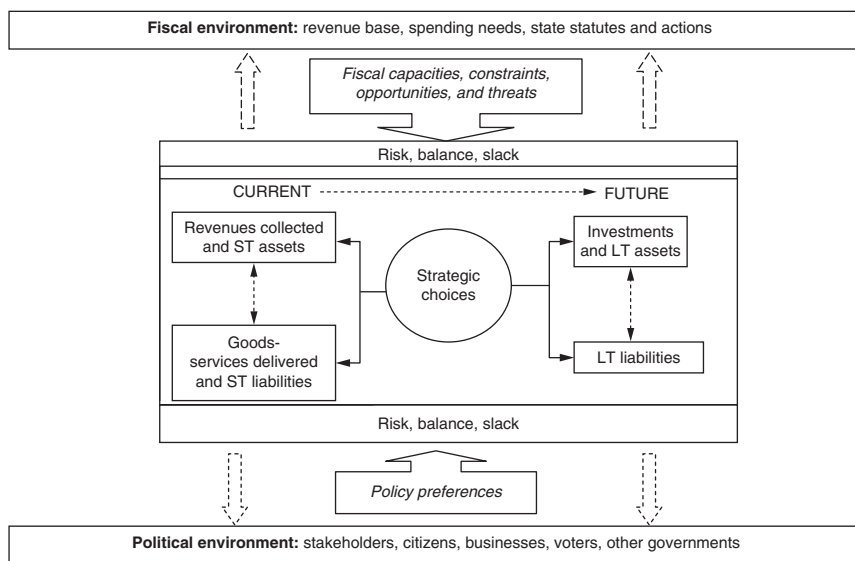 Fiscal environment: revenue base, spending needs, state statutes and actions
Fiscal capacities, constraints,
opportunities, and threats
Risk, balance, slack
CURRENT
FUTURE
Revenues collected
and ST assets
Investments
and LT assets
Strategic
choices
Goods-
services delivered
and ST liabilities
LT liabilities
Risk, balance, slack
Policy preferences
Political environment: stakeholders, citizens, businesses, voters, other governments